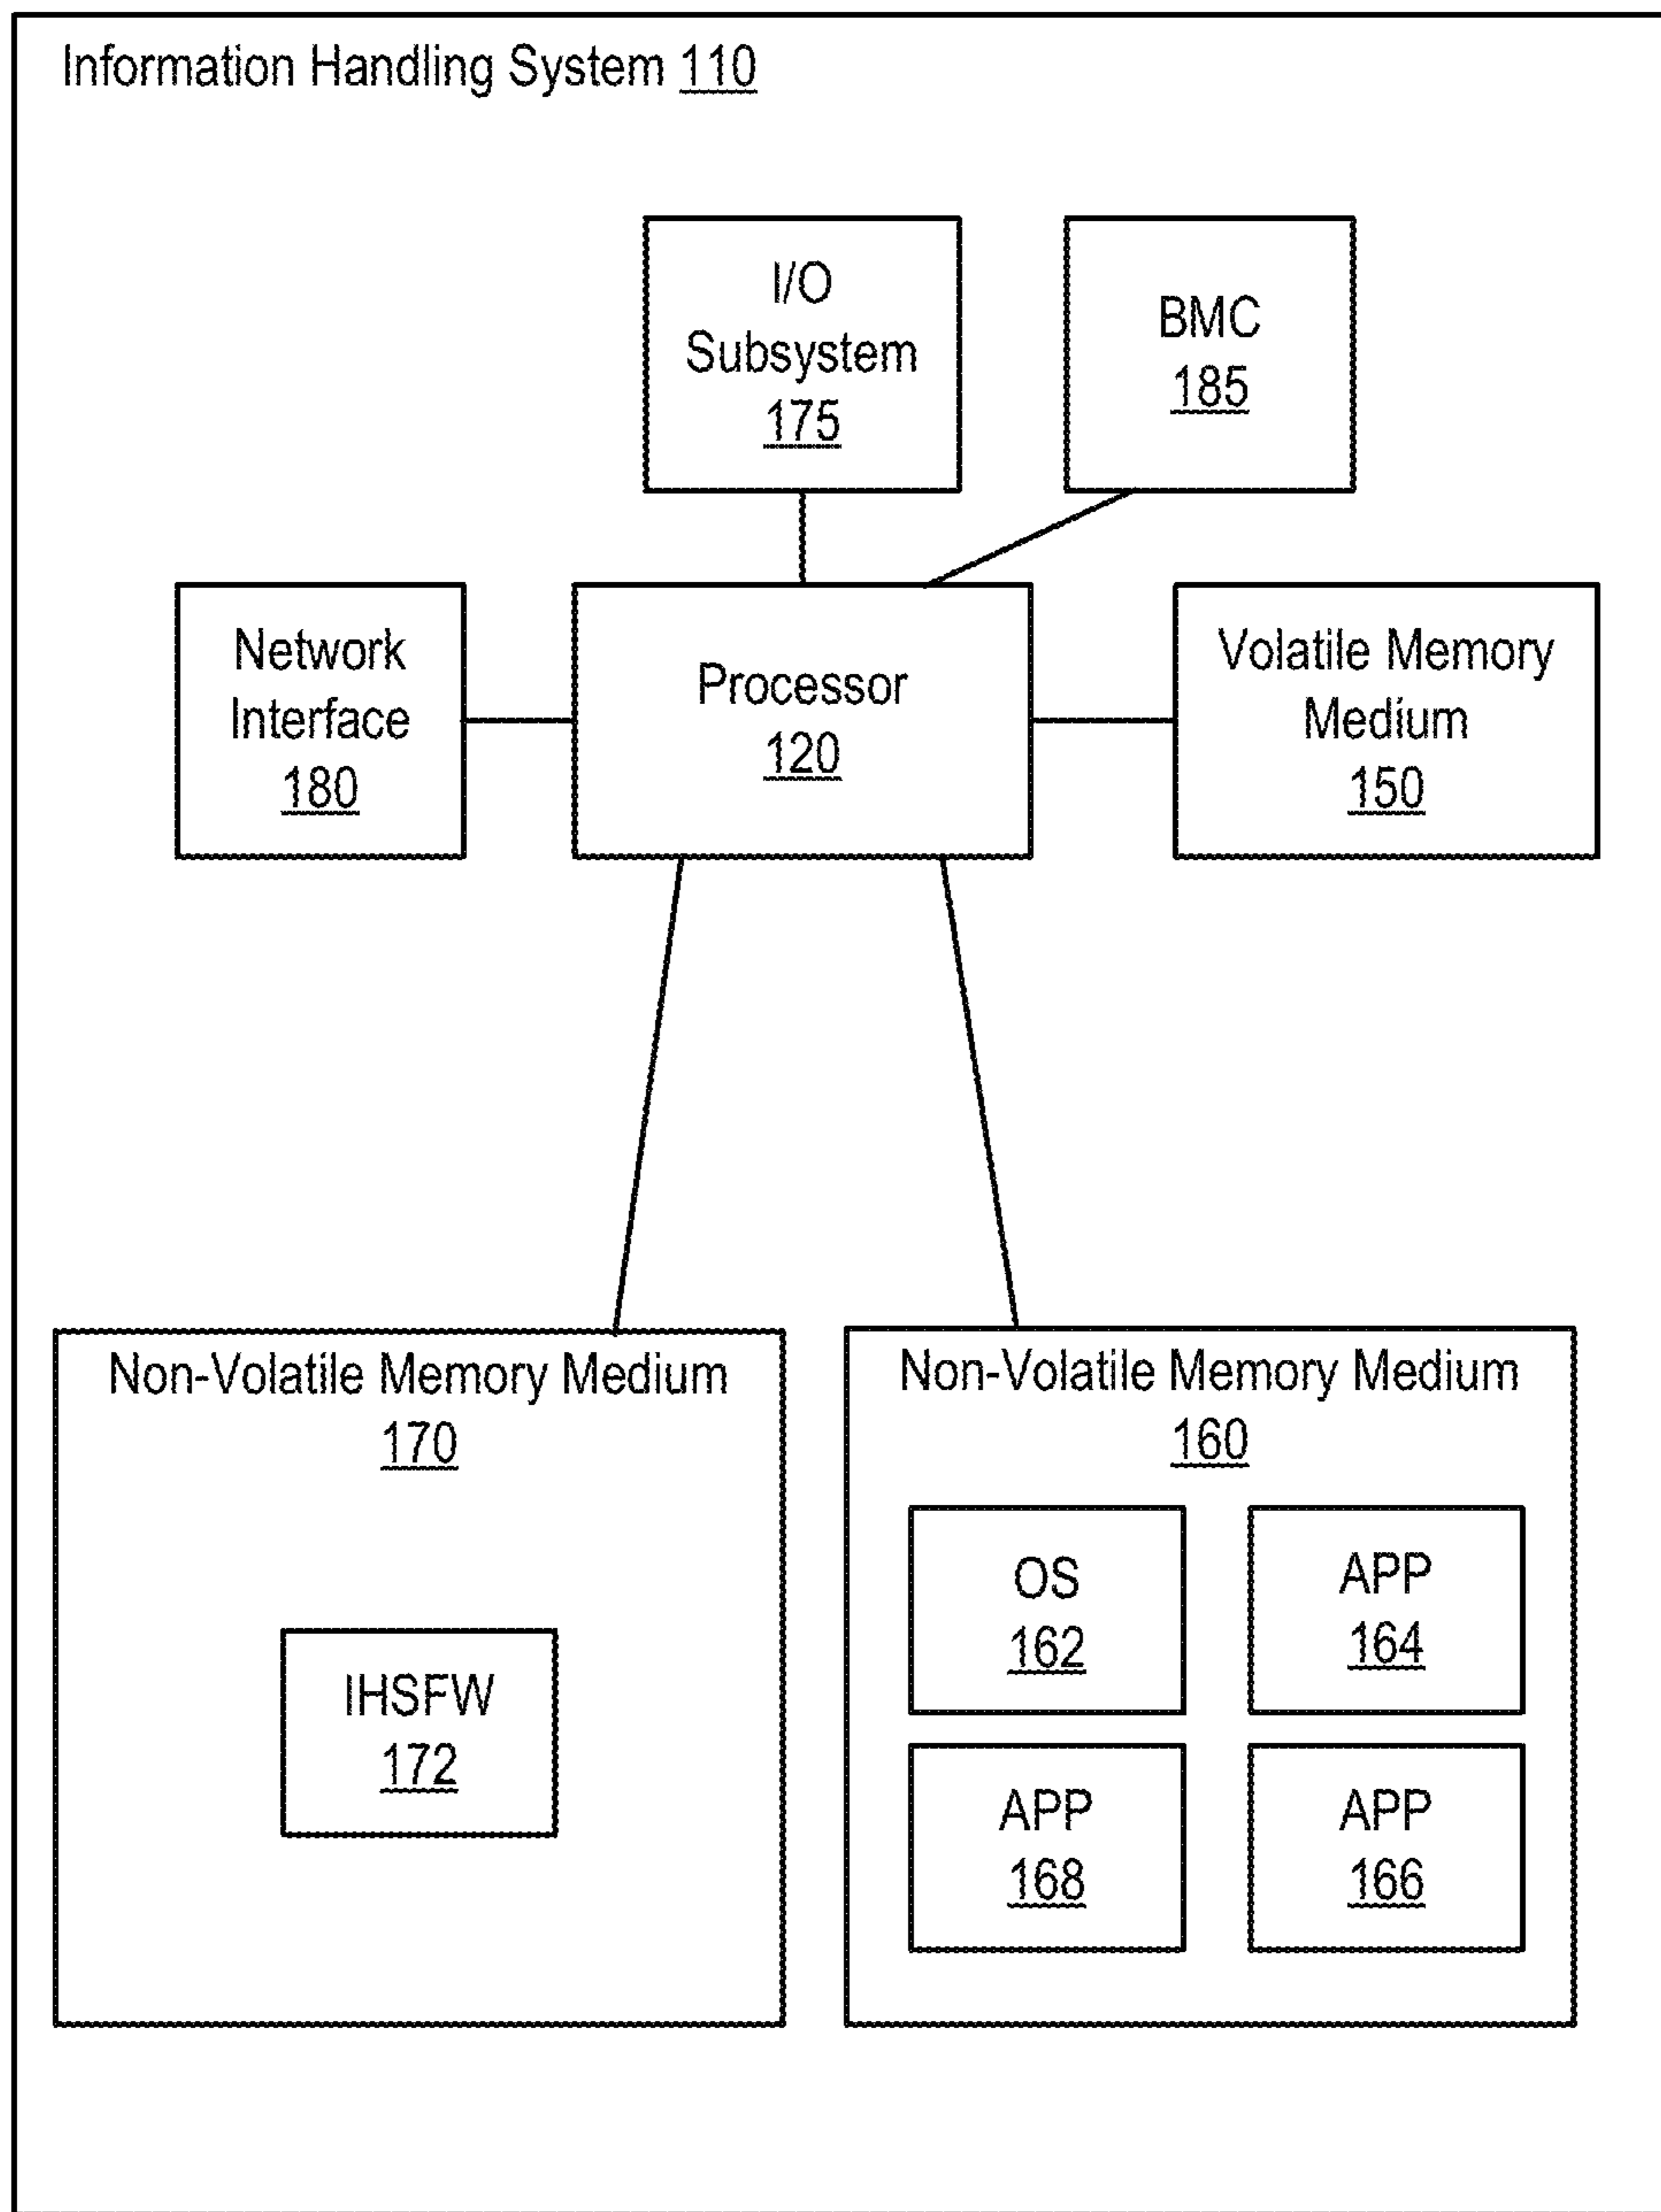 Information Handling System 110
I/O
Subsystem
175
BMC
185
Network
Interface
180
Processor
120
Volatile Memory
Medium
150
Non-Volatile Memory Medium
170
IHSFW
172
Non-Volatile Memory Medium
160
OS
162
APP
164
APP
168
APP
166